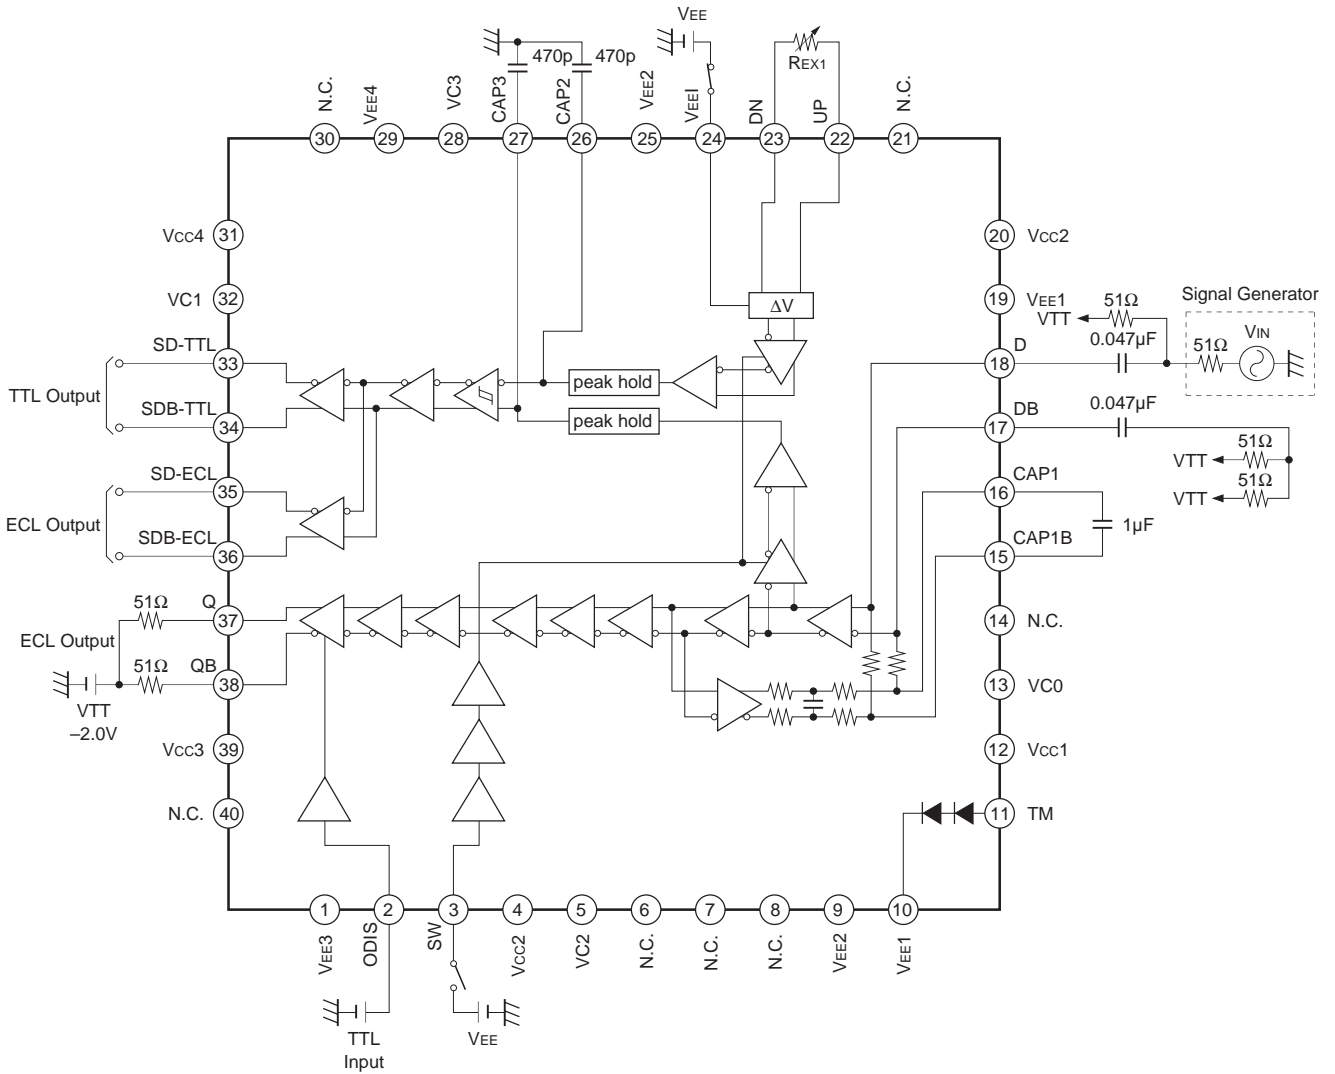 VEE
470p
470p
REX1
N.C.
VEE4
VC3
CAP3
CAP2
VEE2
VEEI
DN
UP
N.C.
30
29
28
27
26
25
24
23
22
21
VCC4
31
20
VCC2
VC1
32
19
VEE1
51Ω
VTT
Signal Generator
VIN
51Ω
ΔV
TTL Output
SD-TTL
33
SDB-TTL
34
peak hold
peak hold
D
18
0.047µF
DB
17
0.047µF
51Ω
VTT
51Ω
VTT
ECL Output
SD-ECL
35
SDB-ECL
36
CAP1
16
CAP1B
15
1µF
ECL Output
51Ω
Q
37
51Ω
QB
38
VTT
–2.0V
14
N.C.
13
VC0
VCC3
39
12
VCC1
N.C.
40
11
TM
1
2
3
4
5
6
7
8
9
10
VEE3
ODIS
SW
VCC2
VC2
N.C.
N.C.
N.C.
VEE2
VEE1
TTL
Input
VEE